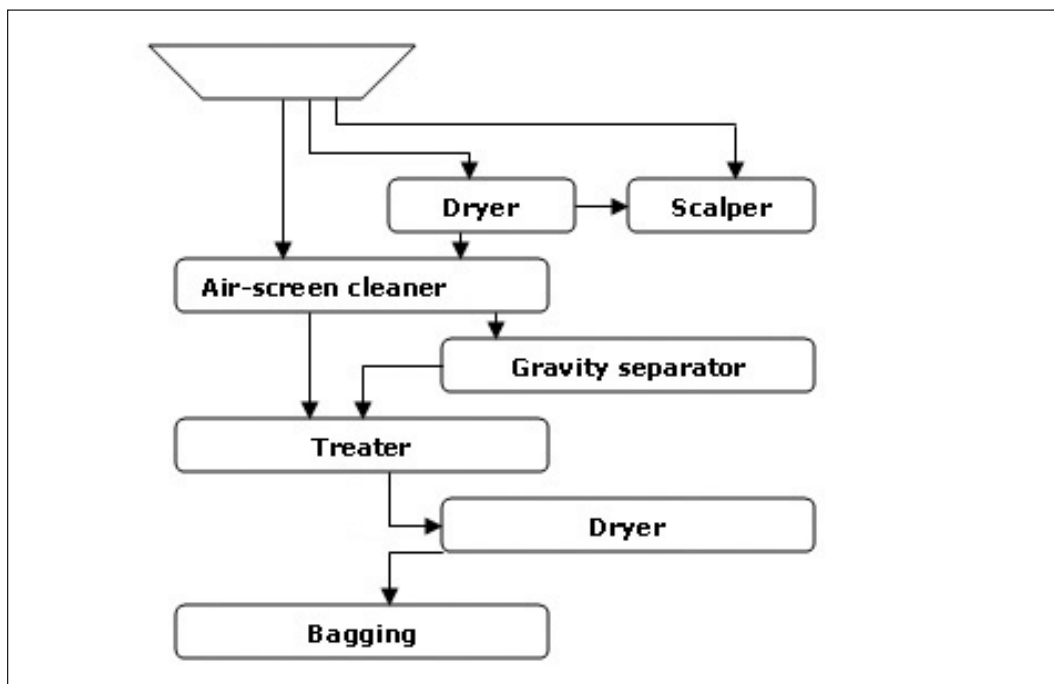 Dryer
Scalper
Air-screen cleaner
Gravity separator
Treater
Dryer
Bagging